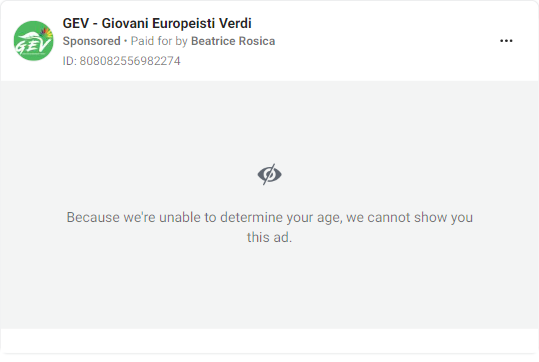 GEV
GEV - Giovani Europeisti Verdi
Sponsored • Paid for by Beatrice Rosica
ID: 808082556982274
Because we're unable to determine your age, we cannot show you
this ad.